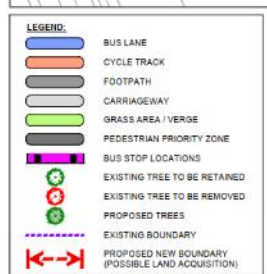 LEGEND:
BUS LANE
CYCLE TRACK
FOOTPATH
CARRIAGEWAY
GRASS AREA / VERGE
PEDESTRIAN PRIORITY ZONE
BUS STOP LOCATIONS
EXISTING TREE TO BE RETAINED
EXISTING TREE TO BE REMOVED
PROPOSED TREES
EXISTING BOUNDARY
PROPOSED NEW BOUNDARY
(POSSIBLE LAND ACQUISITION)